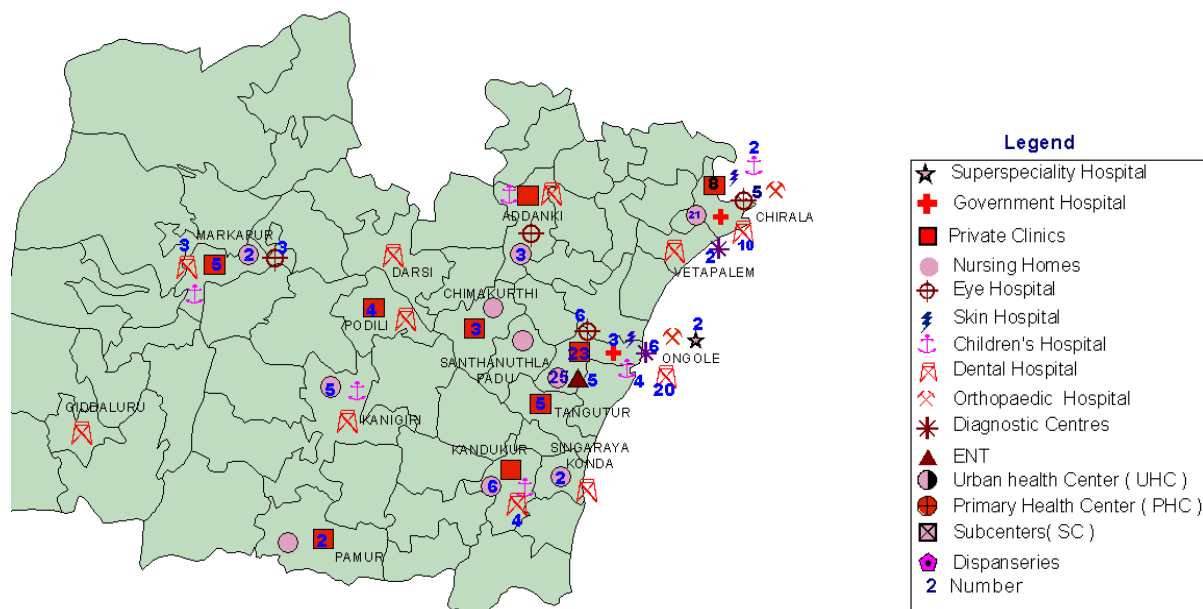 2
8
5
ADDANKI
CHIRALA
21
MARKAPUR
3
3
10
2
3
5
DARSI
2
VETAPALEM
CHIMAKURTHI
4
6
2
PODILI
3
3
6
23
ONGOLE
SANTHANUTHLA
PADU
25
5
4
5
20
GIDDALURU
KANIGIRI
5
TANGUTUR
KANDUKUR
SINGARAYA
KONDA
6
2
4
2
PAMUR
Legend
Superspeciality Hospital
Government Hospital
Private Clinics
Nursing Homes
Eye Hospital
Skin Hospital
Children's Hospital
Dental Hospital
Orthopaedic Hospital
Diagnostic Centres
ENT
Urban health Center ( UHC )
Primary Health Center ( PHC )
Subcenters( SC )
Dispanseries
2 Number